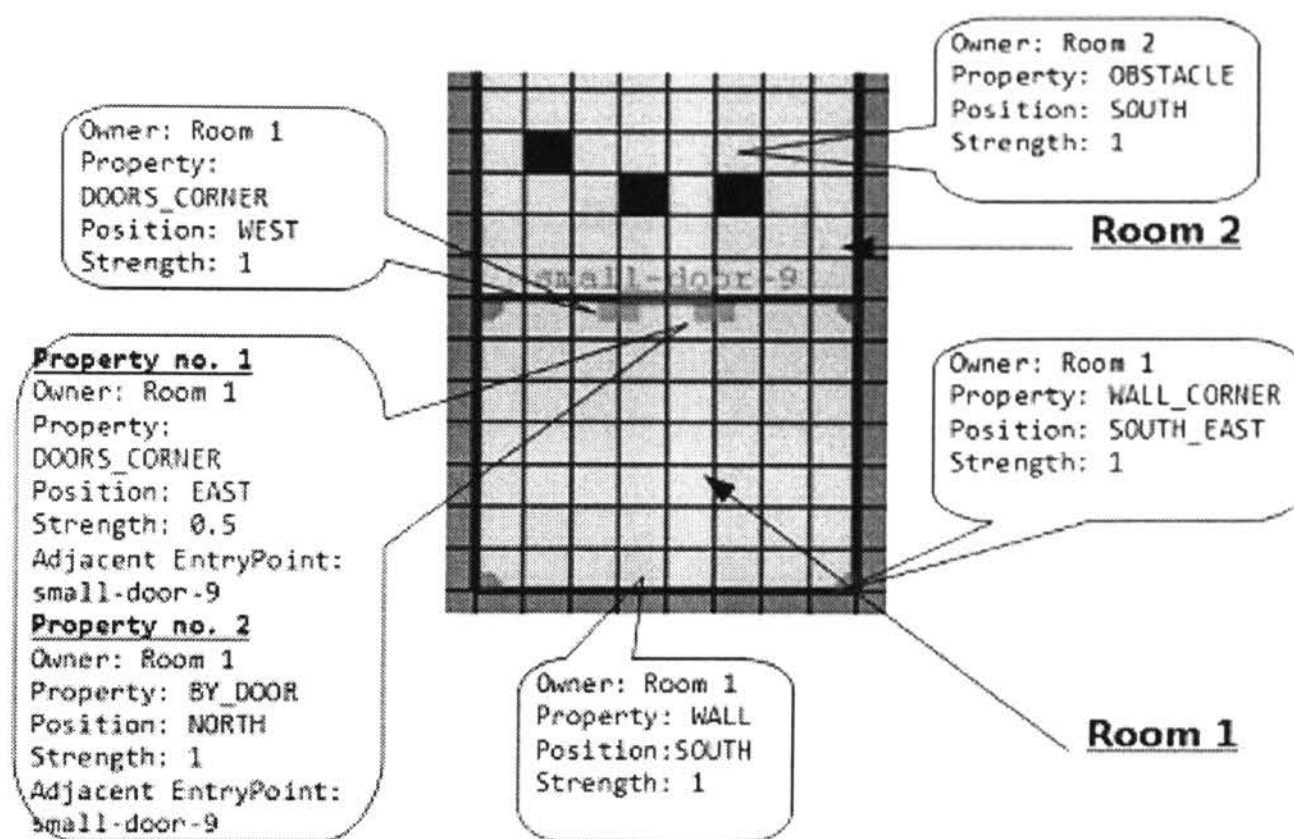 Owner: Room 2
Property: OBSTACLE
Position: SOUTH
Strength: 1
Owner: Room 1
Property:
DOORS_CORNER
Position: WEST
Strength: 1
Room 2
small-door-9
Property no. 1
Owner: Room 1
Property:
DOORS_CORNER
Position: EAST
Strength: 0.5
Adjacent EntryPoint:
small-door-9
Property no. 2
Owner: Room 1
Property: BY_DOOR
Position: NORTH
Strength: 1
Adjacent EntryPoint:
small-door-9
Owner: Room 1
Property: WALL_CORNER
Position: SOUTH_EAST
Strength: 1
Owner: Room 1
Property: WALL
Position:SOUTH
Strength: 1
Room 1